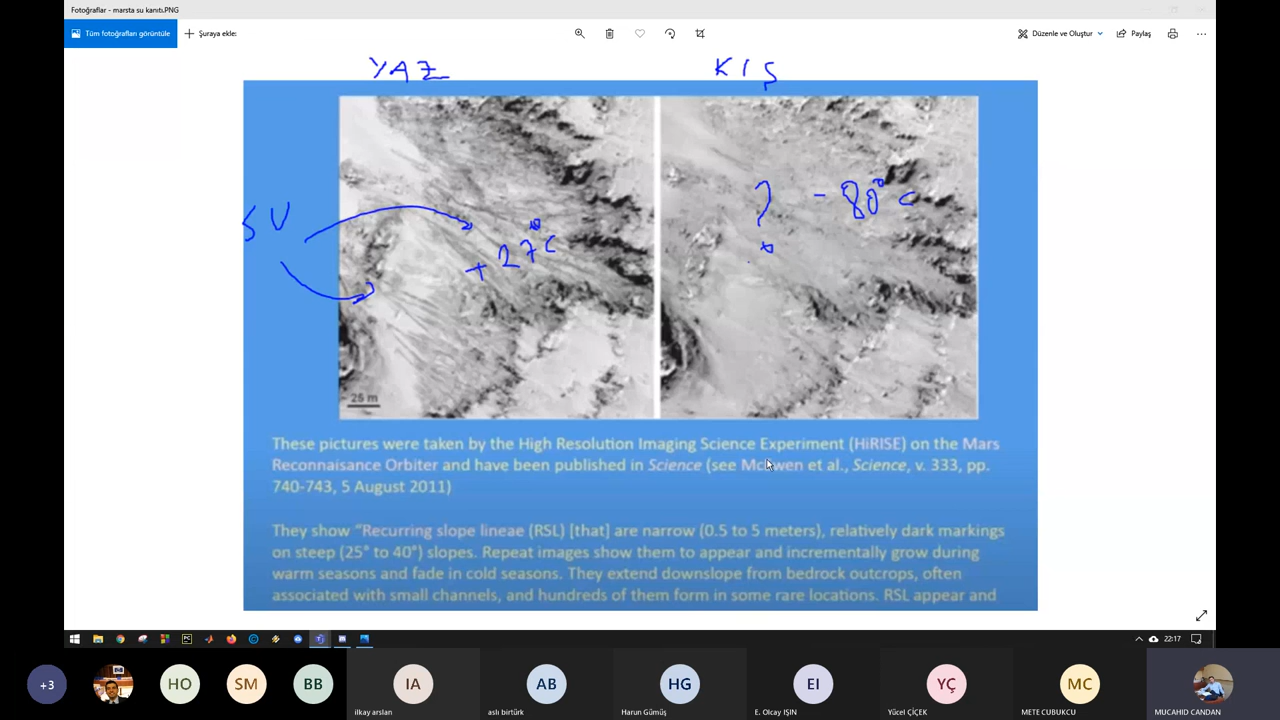 Fotoğraflar - marsta su kanıtı.PNG
Tüm fotoğrafları görüntüle
Şuraya ekle:
Düzenle ve Oluştur
Paylaş
YAZ
KIŞ
SU
+27°C
? -80°C
25 m
These pictures were taken by the High Resolution Imaging Science Experiment (HiRISE) on the Mars
Reconnaisance Orbiter and have been published in Science (see McEwen et al., Science, v. 333, pp.
740-743, 5 August 2011)
They show “Recurring slope lineae (RSL) [that] are narrow (0.5 to 5 meters), relatively dark markings
on steep (25° to 40°) slopes. Repeat images show them to appear and incrementally grow during
warm seasons and fade in cold seasons. They extend downslope from bedrock outcrops, often
associated with small channels, and hundreds of them form in some rare locations. RSL appear and
PC
22:17
+3
HO
SM
BB
IA
ilkay arslan
AB
aslı birtürk
HG
Harun Gümüş
EI
E. Olcay IŞIN
YÇ
Yücel ÇİÇEK
MC
METE CUBUKCU
MUCAHID CANDAN